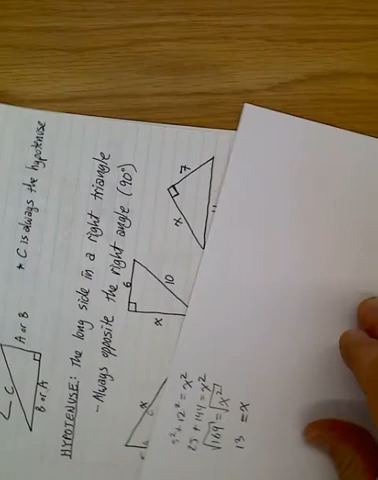 * C is always the hypotenuse
C
A or B
B or A
HYPOTENUSE: the long side in a right triangle
- Always opposite the right angle (90°)
x
6
10
x
7
x
5² + 12² = x²
25 + 144 = x²
√169 = √x²
13 = x